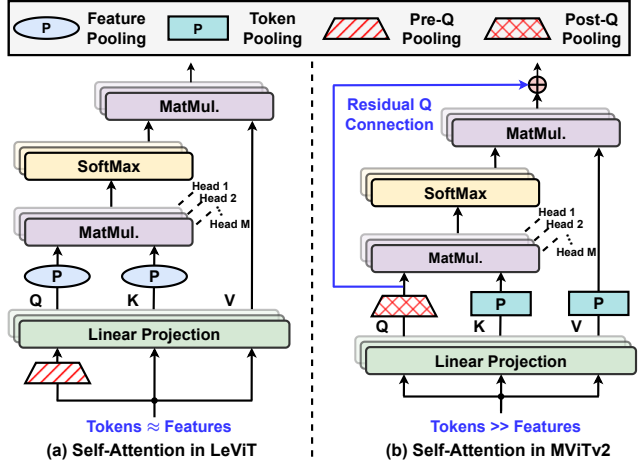 P Feature Pooling
P Token Pooling
Pre-Q Pooling
Post-Q Pooling
MatMul.
SoftMax
Head 1
Head 2
Head M
MatMul.
P P
Q K V
Linear Projection
Tokens ≈ Features
(a) Self-Attention in LeViT
Residual Q
Connection
MatMul.
SoftMax
Head 1
Head 2
Head M
MatMul.
P P
Q K V
Linear Projection
Tokens >> Features
(b) Self-Attention in MViTv2